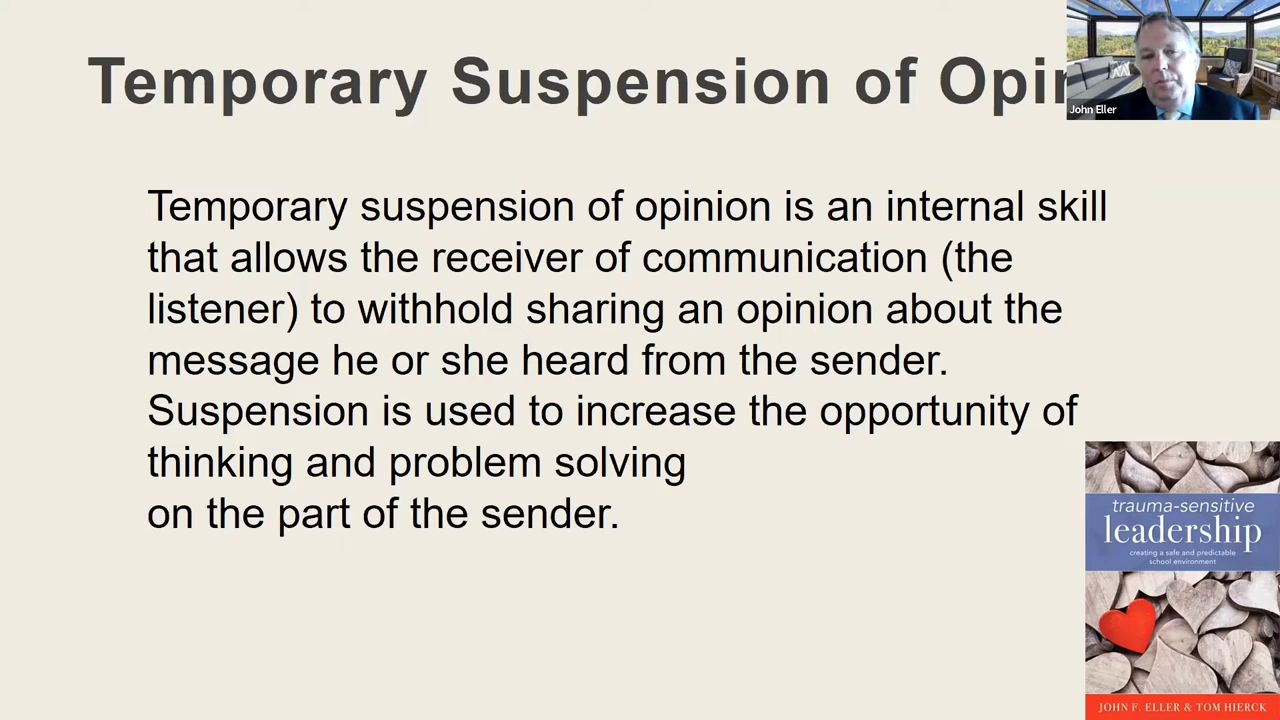 Temporary Suspension of
John Eller
Temporary suspension of opinion is an internal skill
that allows the receiver of communication (the
listener) to withhold sharing an opinion about the
message he or she heard from the sender.
Suspension is used to increase the opportunity of
thinking and problem solving
on the part of the sender.
trauma-sensitive
leadership
creating a safe and predictable
school environment
JOHN F. ELLER & TOM HIERCK